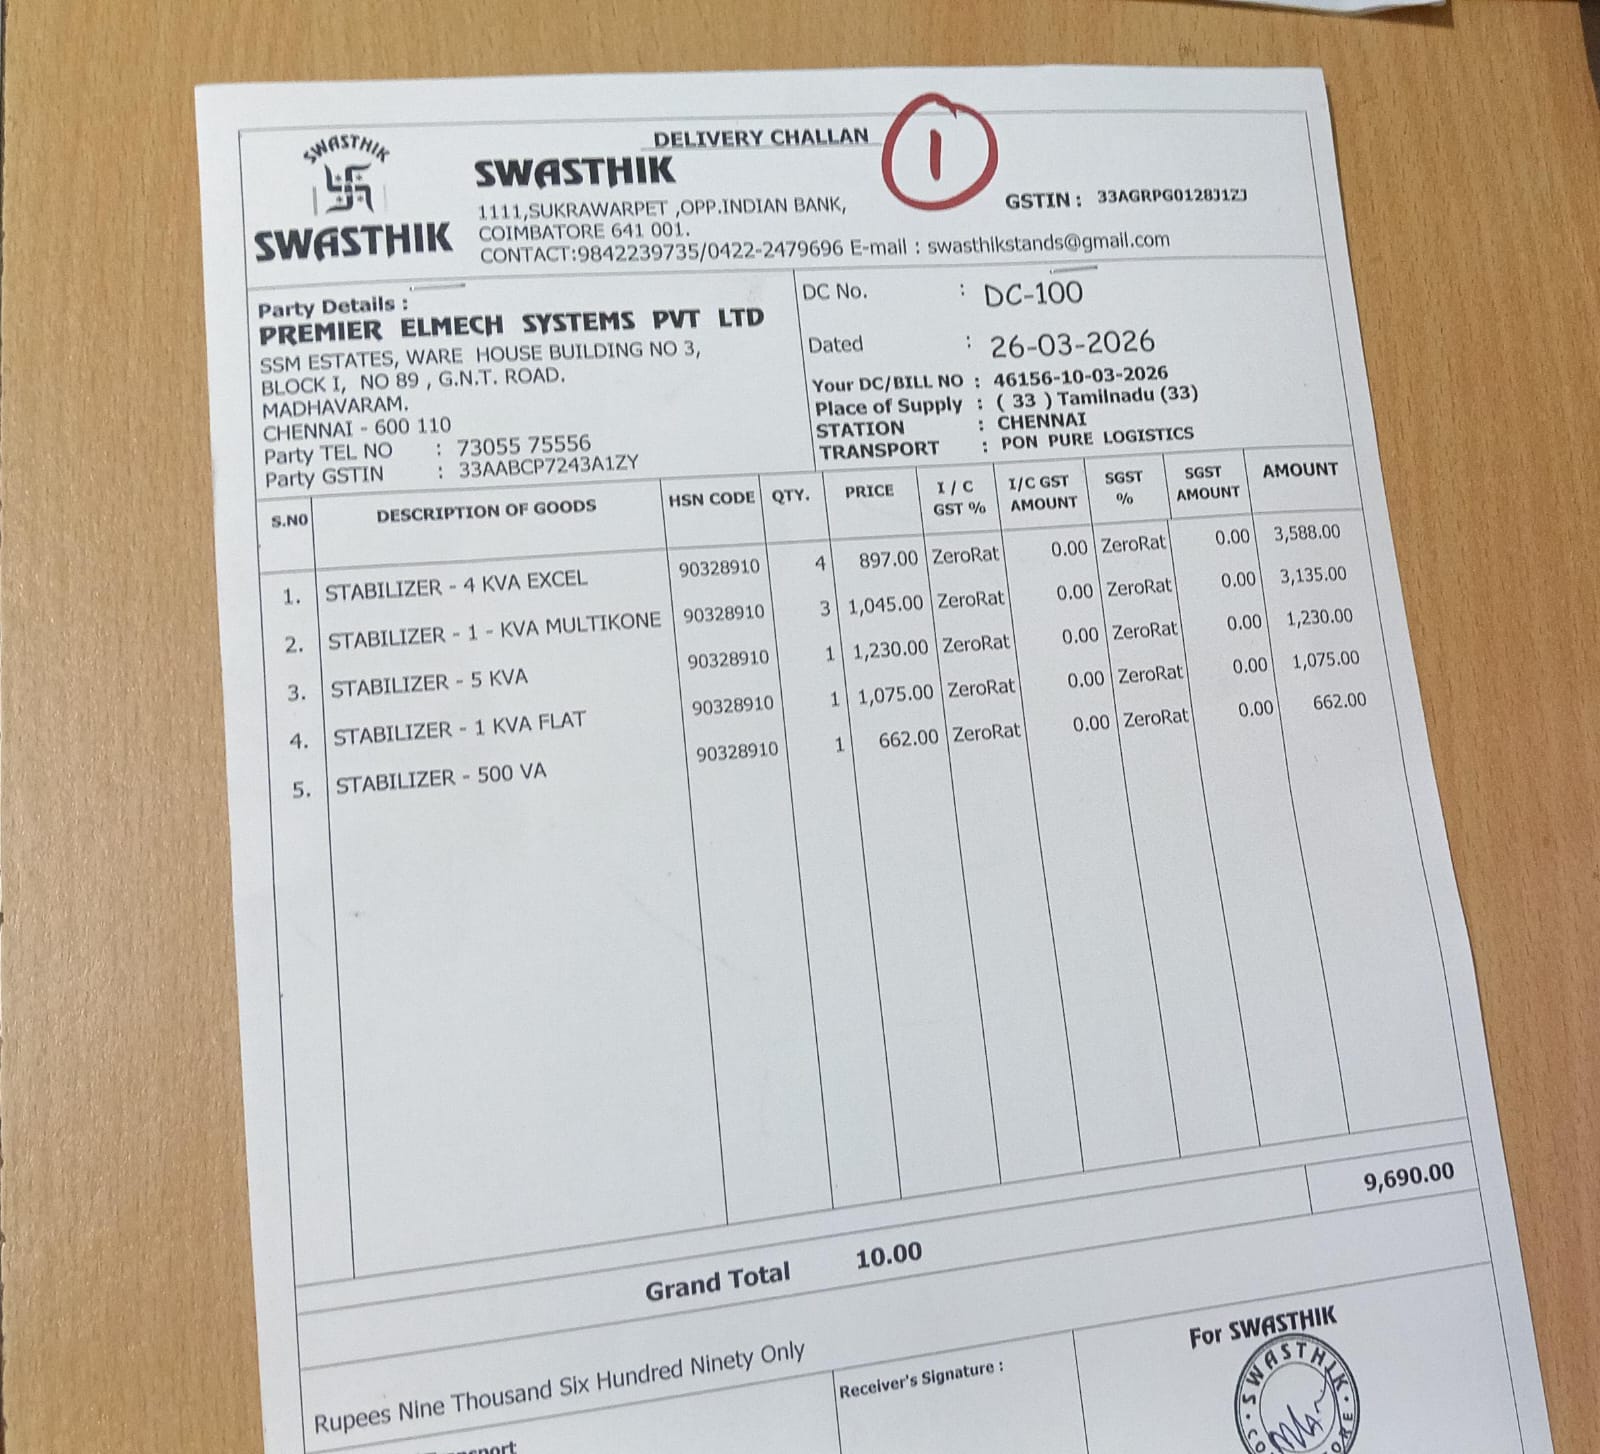 DELIVERY CHALLAN
1
SWASTHIK
SWASTHIK
SWASTHIK
1111,SUKRAWARPET ,OPP.INDIAN BANK,
COIMBATORE 641 001.
CONTACT:9842239735/0422-2479696 E-mail : swasthikstands@gmail.com
GSTIN : 33AGRPG0128J1ZJ
Party Details :
PREMIER ELMECH SYSTEMS PVT LTD
SSM ESTATES, WARE HOUSE BUILDING NO 3,
BLOCK I, NO 89 , G.N.T. ROAD.
MADHAVARAM.
CHENNAI - 600 110
Party TEL NO : 73055 75556
Party GSTIN : 33AABCP7243A1ZY
DC No. : DC-100
Dated : 26-03-2026
Your DC/BILL NO : 46156-10-03-2026
Place of Supply : ( 33 ) Tamilnadu (33)
STATION : CHENNAI
TRANSPORT : PON PURE LOGISTICS
S.NO DESCRIPTION OF GOODS HSN CODE QTY. PRICE I / C GST % I/C GST AMOUNT SGST % SGST AMOUNT AMOUNT
1. STABILIZER - 4 KVA EXCEL 90328910 4 897.00 ZeroRat 0.00 ZeroRat 0.00 3,588.00
2. STABILIZER - 1 - KVA MULTIKONE 90328910 3 1,045.00 ZeroRat 0.00 ZeroRat 0.00 3,135.00
3. STABILIZER - 5 KVA 90328910 1 1,230.00 ZeroRat 0.00 ZeroRat 0.00 1,230.00
4. STABILIZER - 1 KVA FLAT 90328910 1 1,075.00 ZeroRat 0.00 ZeroRat 0.00 1,075.00
5. STABILIZER - 500 VA 90328910 1 662.00 ZeroRat 0.00 ZeroRat 0.00 662.00
9,690.00
Grand Total 10.00
Rupees Nine Thousand Six Hundred Ninety Only
Receiver's Signature :
For SWASTHIK
SWASTHIK